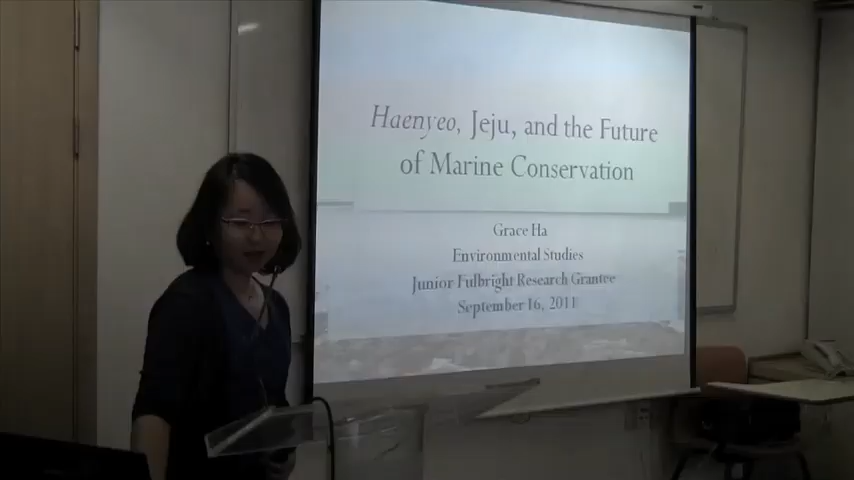 Haenyeo, Jeju, and the Future
of Marine Conservation
Grace Ha
Environmental Studies
Junior Fulbright Research Grantee
September 16, 2011